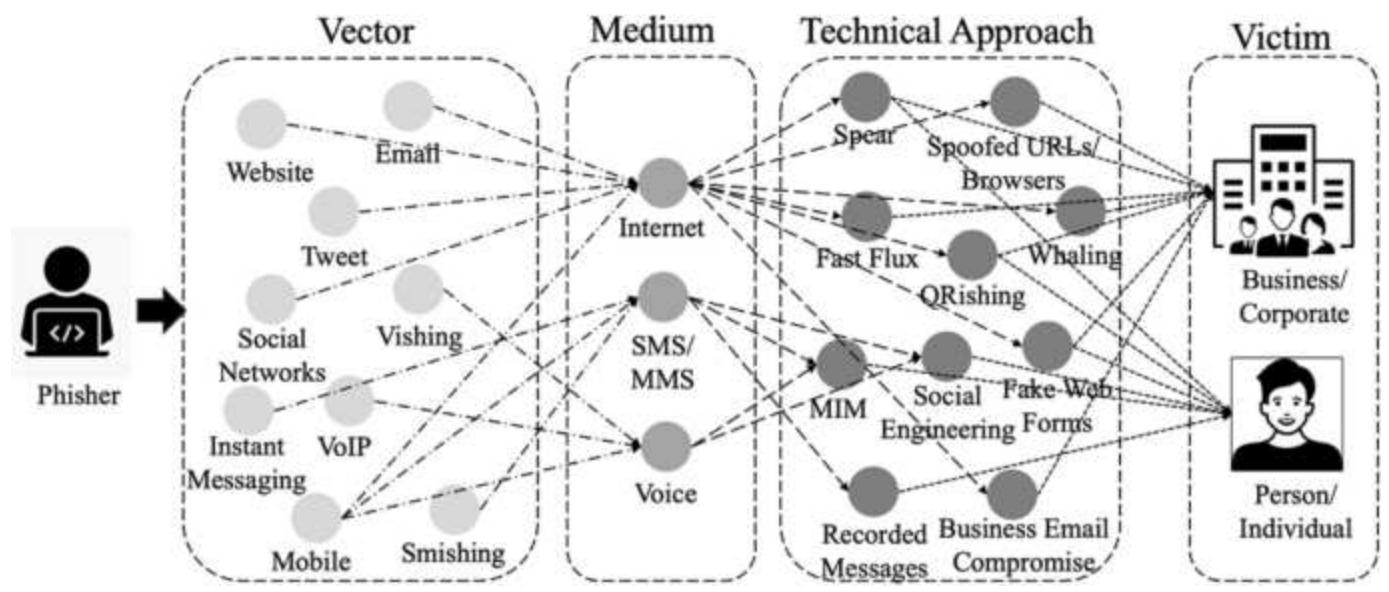 Vector
Medium
Technical Approach
Victim
</>
Phisher
Website
Email
Tweet
Social
Networks
Vishing
Instant
Messaging
VoIP
Mobile
Smishing
Internet
SMS/
MMS
Voice
Spear
Spoofed URLs/
Browsers
Fast Flux
Whaling
QRishing
MIM
Social
Engineering
Fake Web
Forms
Recorded
Messages
Business Email
Compromise
Business/
Corporate
Person/
Individual